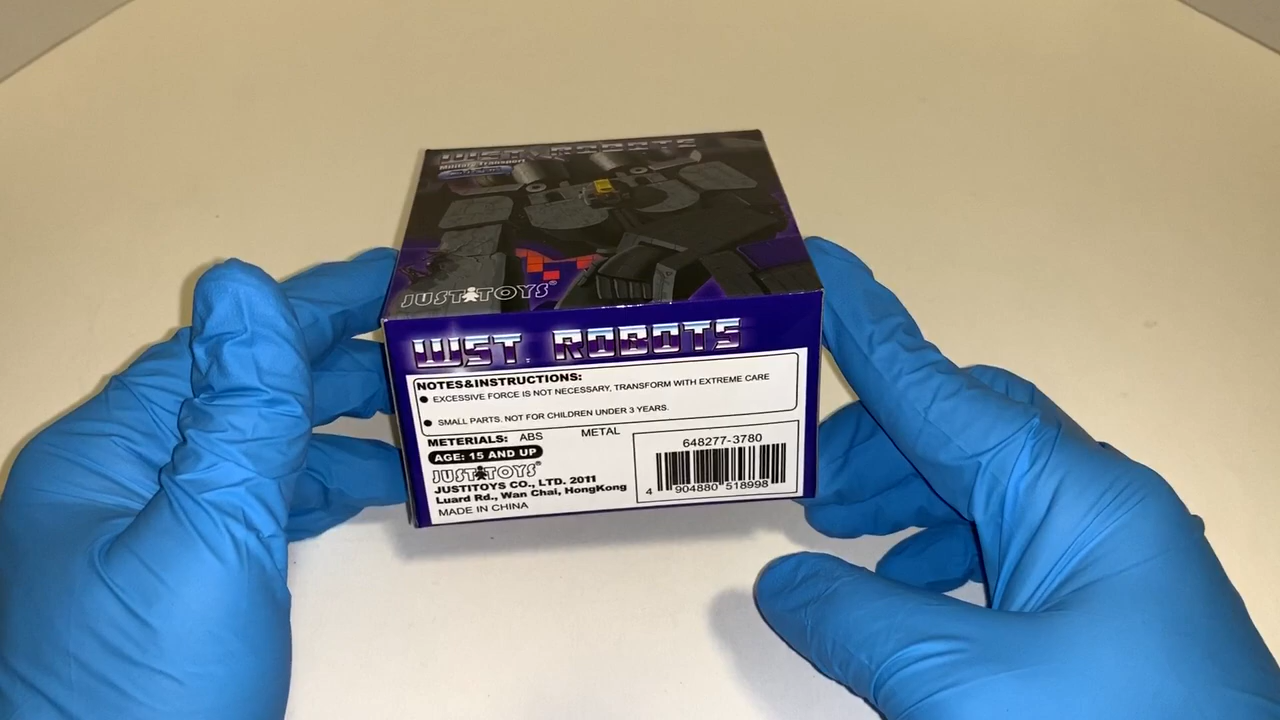 WST ROBOTS
Military Transport
JUSTITOYS®
WST ROBOTS
NOTES&INSTRUCTIONS:
● EXCESSIVE FORCE IS NOT NECESSARY, TRANSFORM WITH EXTREME CARE
● SMALL PARTS. NOT FOR CHILDREN UNDER 3 YEARS.
METERIALS: ABS METAL
AGE: 15 AND UP
JUSTITOYS®
JUSTITOYS CO., LTD. 2011
Luard Rd., Wan Chai, HongKong
MADE IN CHINA
648277-3780
4 904880 518998